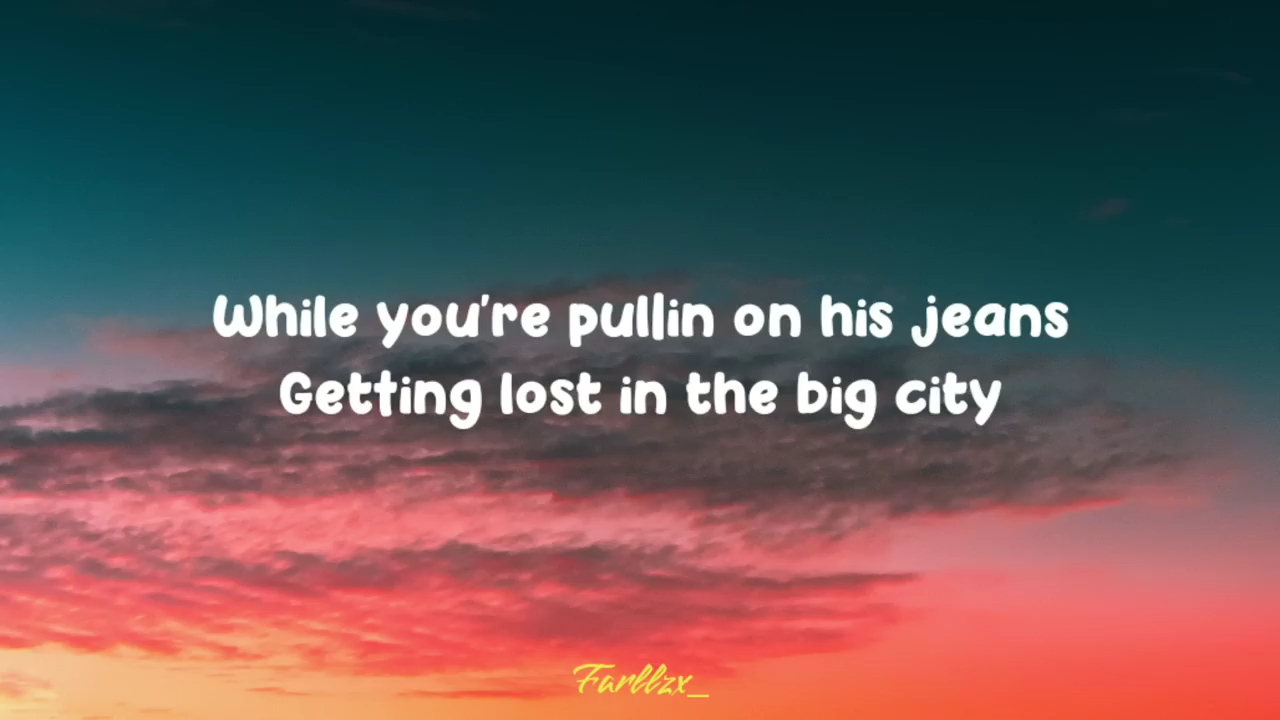 While you're pullin on his jeans
Getting lost in the big city
Farllzx_